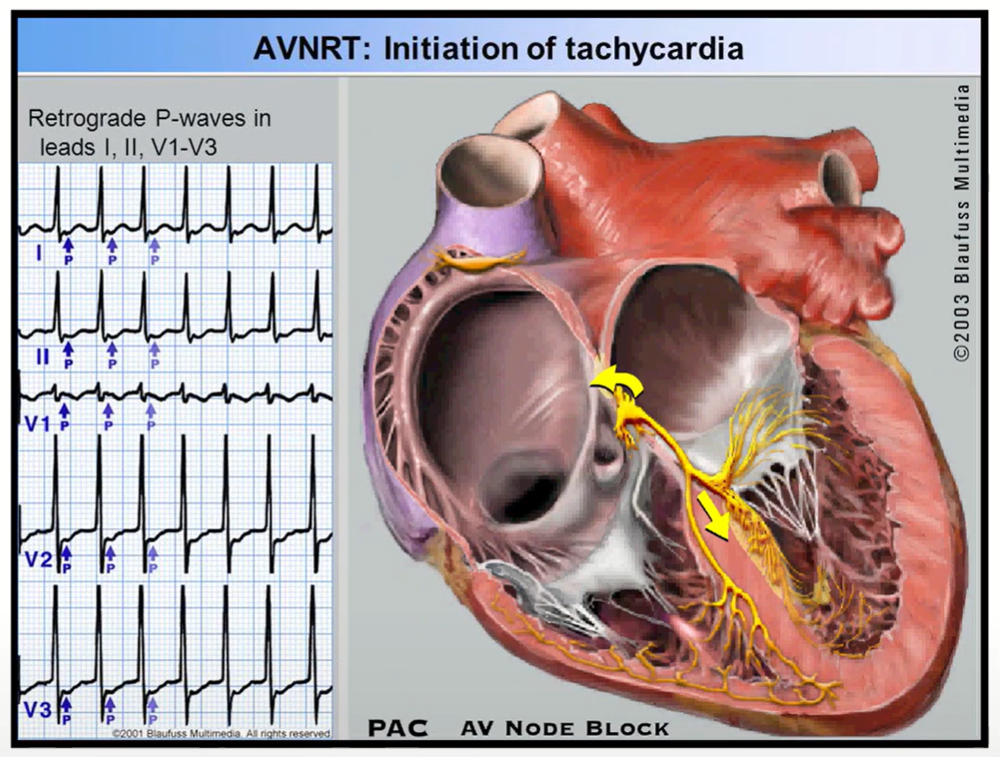 AVNRT: Initiation of tachycardia
Retrograde P-waves in
leads I, II, V1-V3
I
P P P
II
P P P
V1
P P P
V2
P P P
V3
P P P
©2001 Blaufuss Multimedia. All rights reserved
©2003 Blaufuss Multimedia
PAC AV NODE BLOCK